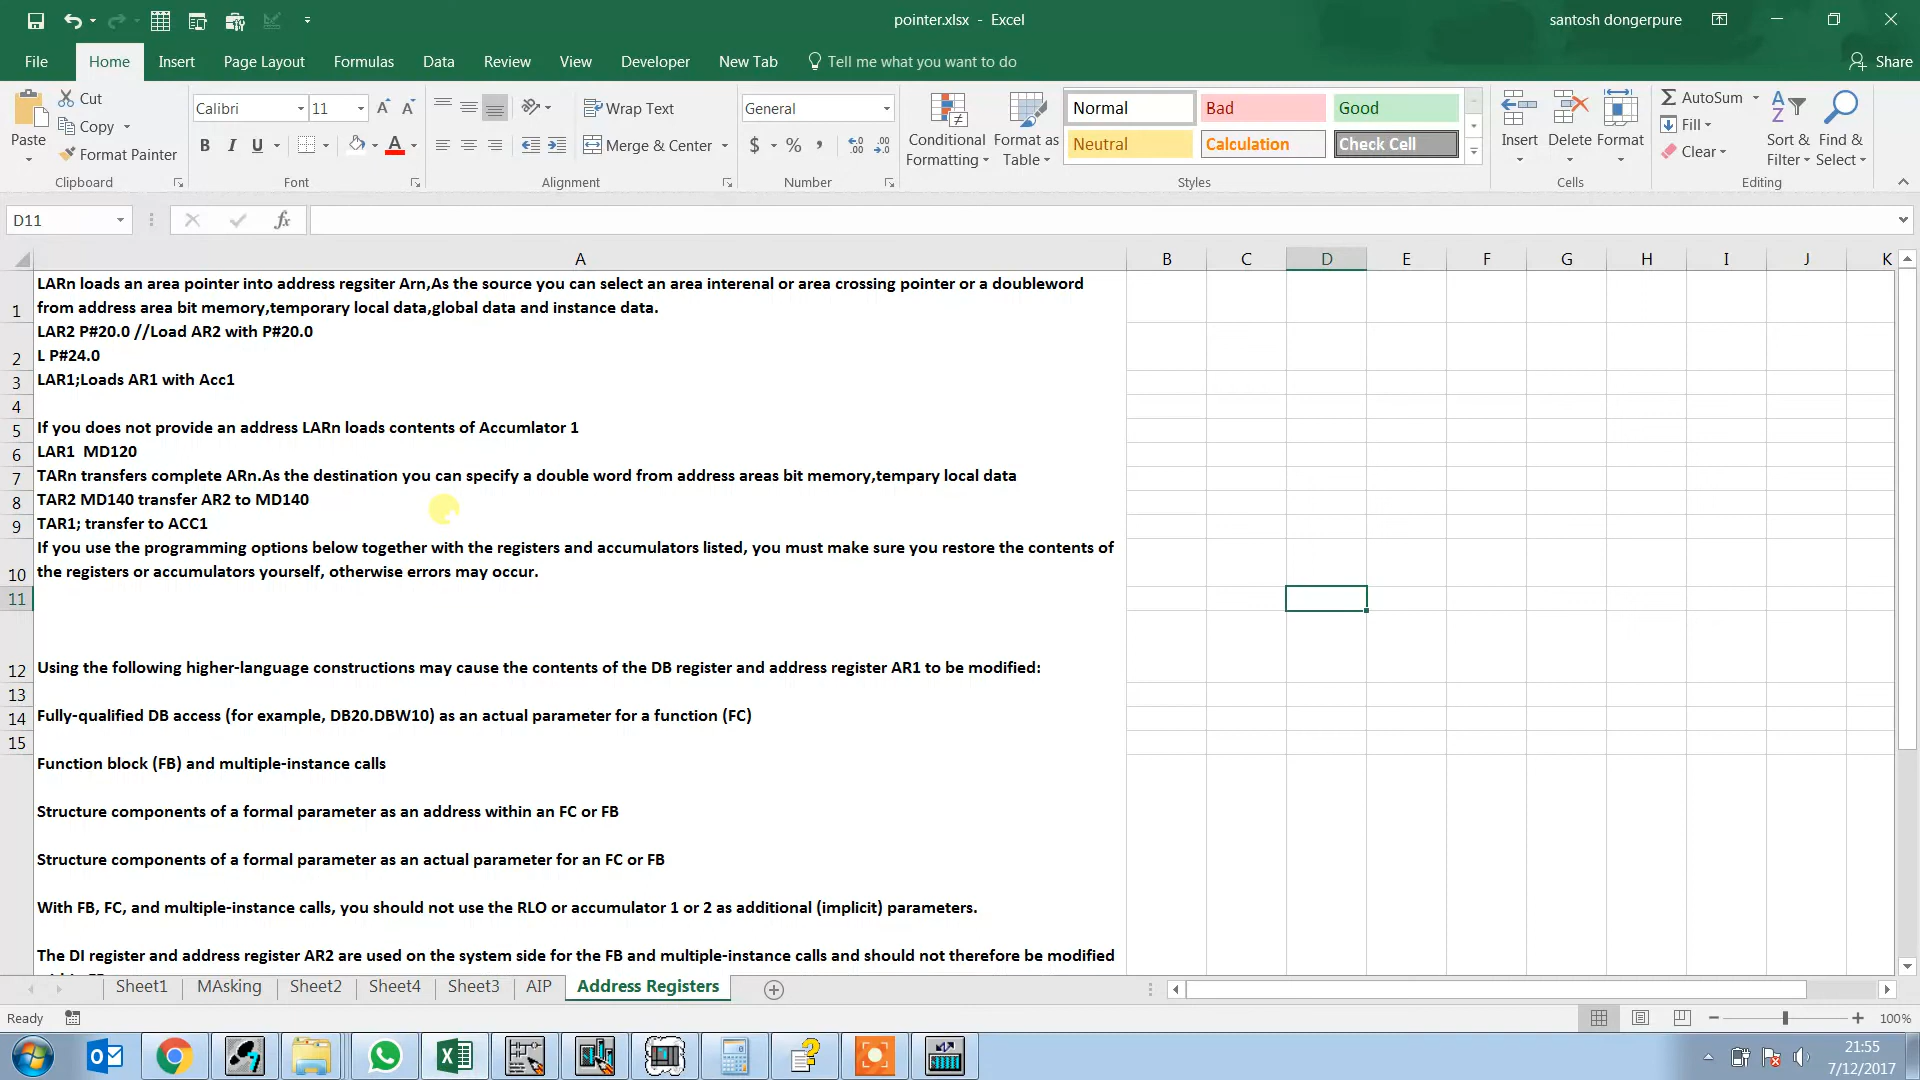 pointer.xlsx - Excel
santosh dongerpure
File Home Insert Page Layout Formulas Data Review View Developer New Tab Tell me what you want to do Share
Paste
Cut
Copy
Format Painter
Clipboard
Calibri 11
B I U
Font
Wrap Text
Merge & Center
Alignment
General
$ % ,
Number
Conditional Formatting
Format as Table
Normal Bad Good
Neutral Calculation Check Cell
Styles
Insert Delete Format
Cells
AutoSum
Fill
Clear
Sort & Filter
Find & Select
Editing
D11
fx
A B C D E F G H I J K
LARn loads an area pointer into address regsiter Arn,As the source you can select an area interenal or area crossing pointer or a doubleword
1 from address area bit memory,temporary local data,global data and instance data.
LAR2 P#20.0 //Load AR2 with P#20.0
2 L P#24.0
3 LAR1;Loads AR1 with Acc1
4
5 If you does not provide an address LARn loads contents of Accumlator 1
6 LAR1  MD120
7 TARn transfers complete ARn.As the destination you can specify a double word from address areas bit memory,tempary local data
8 TAR2 MD140 transfer AR2 to MD140
9 TAR1; transfer to ACC1
If you use the programming options below together with the registers and accumulators listed, you must make sure you restore the contents of
10 the registers or accumulators yourself, otherwise errors may occur.
11
12 Using the following higher-language constructions may cause the contents of the DB register and address register AR1 to be modified:
13
14 Fully-qualified DB access (for example, DB20.DBW10) as an actual parameter for a function (FC)
15
Function block (FB) and multiple-instance calls
Structure components of a formal parameter as an address within an FC or FB
Structure components of a formal parameter as an actual parameter for an FC or FB
With FB, FC, and multiple-instance calls, you should not use the RLO or accumulator 1 or 2 as additional (implicit) parameters.
The DI register and address register AR2 are used on the system side for the FB and multiple-instance calls and should not therefore be modified
Sheet1 MAsking Sheet2 Sheet4 Sheet3 AIP Address Registers
Ready
100%
21:55
7/12/2017